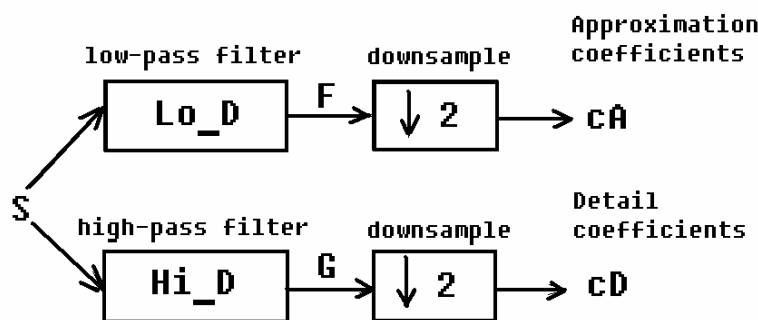 Approximation
coefficients
low-pass filter
downsample
Lo_D
F
↓ 2
cA
S
Detail
coefficients
high-pass filter
downsample
Hi_D
G
↓ 2
cD